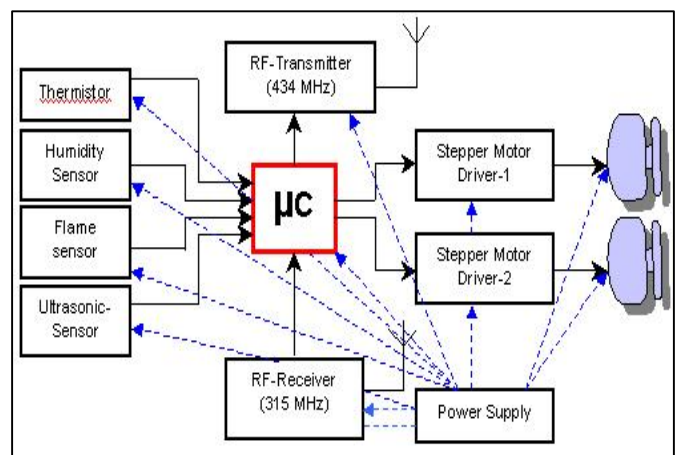 Thermistor
Humidity
Sensor
Flame
sensor
Ultrasonic-
Sensor
RF-Transmitter
(434 MHz)
µc
RF-Receiver
(315 MHz)
Stepper Motor
Driver-1
Stepper Motor
Driver-2
Power Supply